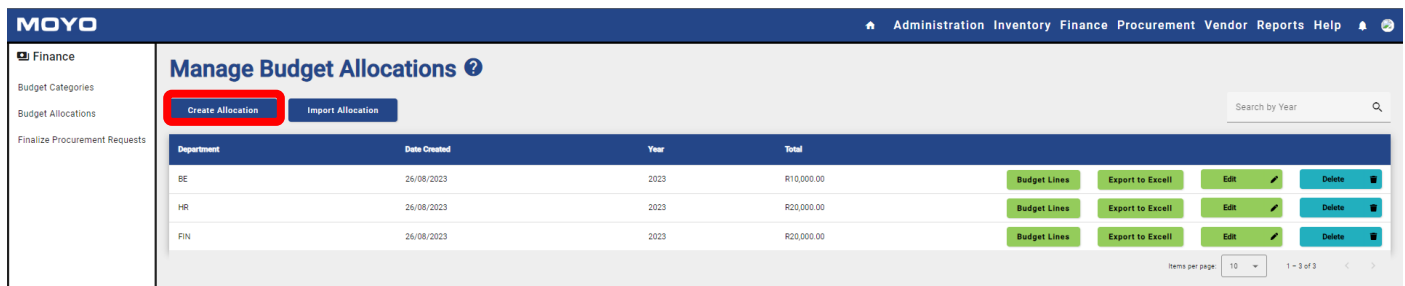 MOYO
Administration Inventory Finance Procurement Vendor Reports Help
Finance
Budget Categories
Budget Allocations
Finalize Procurement Requests
Manage Budget Allocations ?
Create Allocation Import Allocation
Search by Year
Department Date Created Year Total
BE 26/08/2023 2023 R10,000.00 Budget Lines Export to Excell Edit Delete
HR 26/08/2023 2023 R20,000.00 Budget Lines Export to Excell Edit Delete
FIN 26/08/2023 2023 R20,000.00 Budget Lines Export to Excell Edit Delete
Items per page: 10 1 – 3 of 3